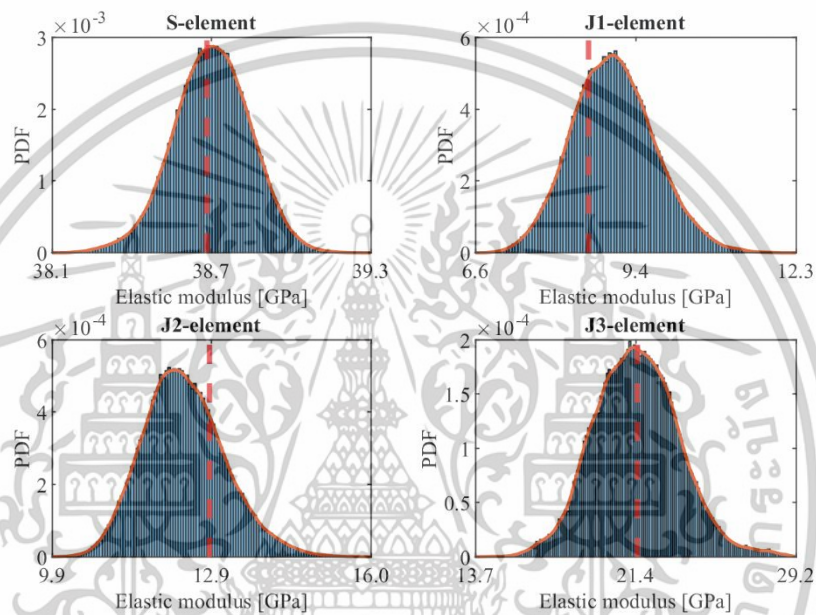 S-element
×10⁻³
3
2
1
0
PDF
38.1 38.7 39.3
Elastic modulus [GPa]
J1-element
×10⁻⁴
6
4
2
0
PDF
6.6 9.4 12.3
Elastic modulus [GPa]
J2-element
×10⁻⁴
6
4
2
0
PDF
9.9 12.9 16.0
Elastic modulus [GPa]
J3-element
×10⁻⁴
2
1.5
1
0.5
0
PDF
13.7 21.4 29.2
Elastic modulus [GPa]